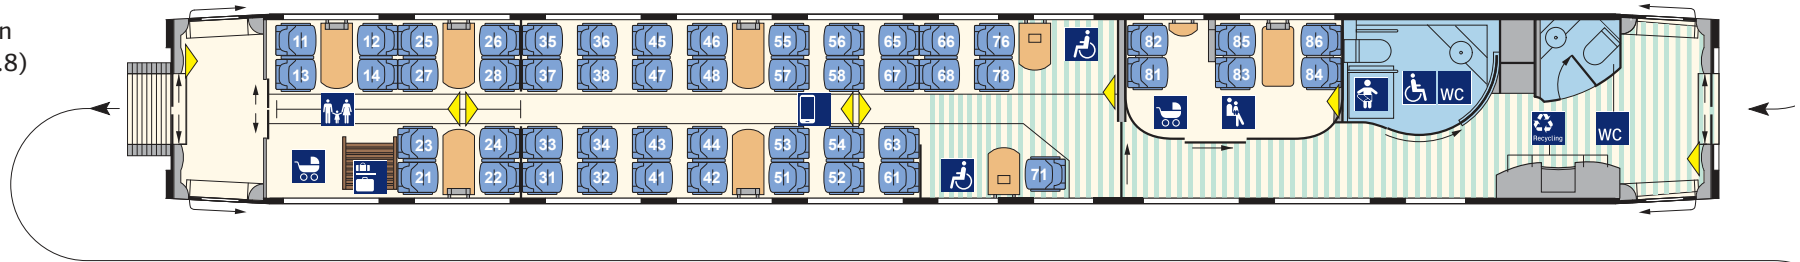 n
.8)
11 12 25 26 35 36 45 46 55 56 65 66 76 82 85 86
13 14 27 28 37 38 47 48 57 58 67 68 78 81 83 84
WC
23 24 33 34 43 44 53 54 63
Recycling
WC
21 22 31 32 41 42 51 52 61 71